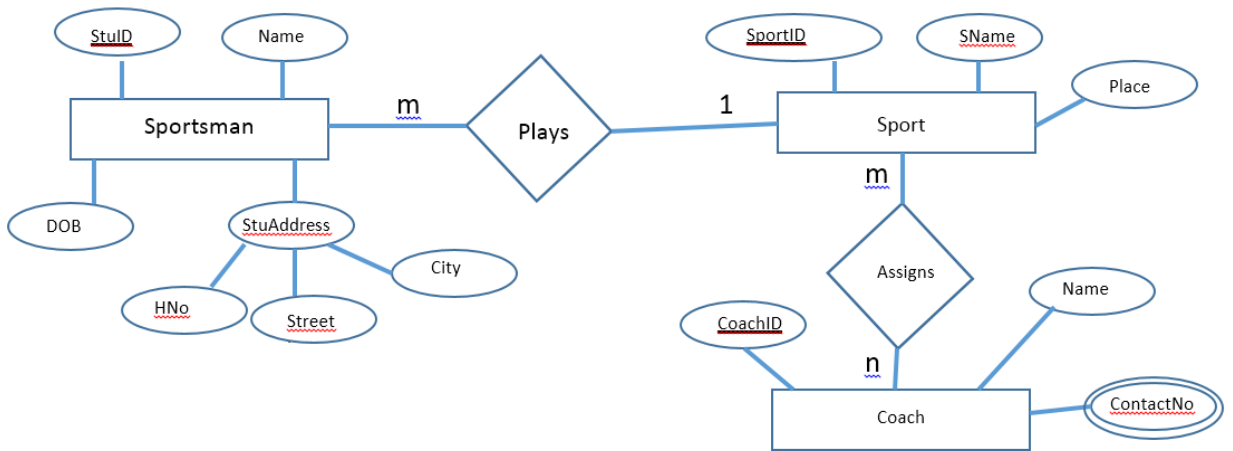 StuID
Name
SportID
SName
Place
Sportsman
m
Plays
1
Sport
m
DOB
StuAddress
HNo
Street
City
Assigns
CoachID
Name
n
Coach
ContactNo